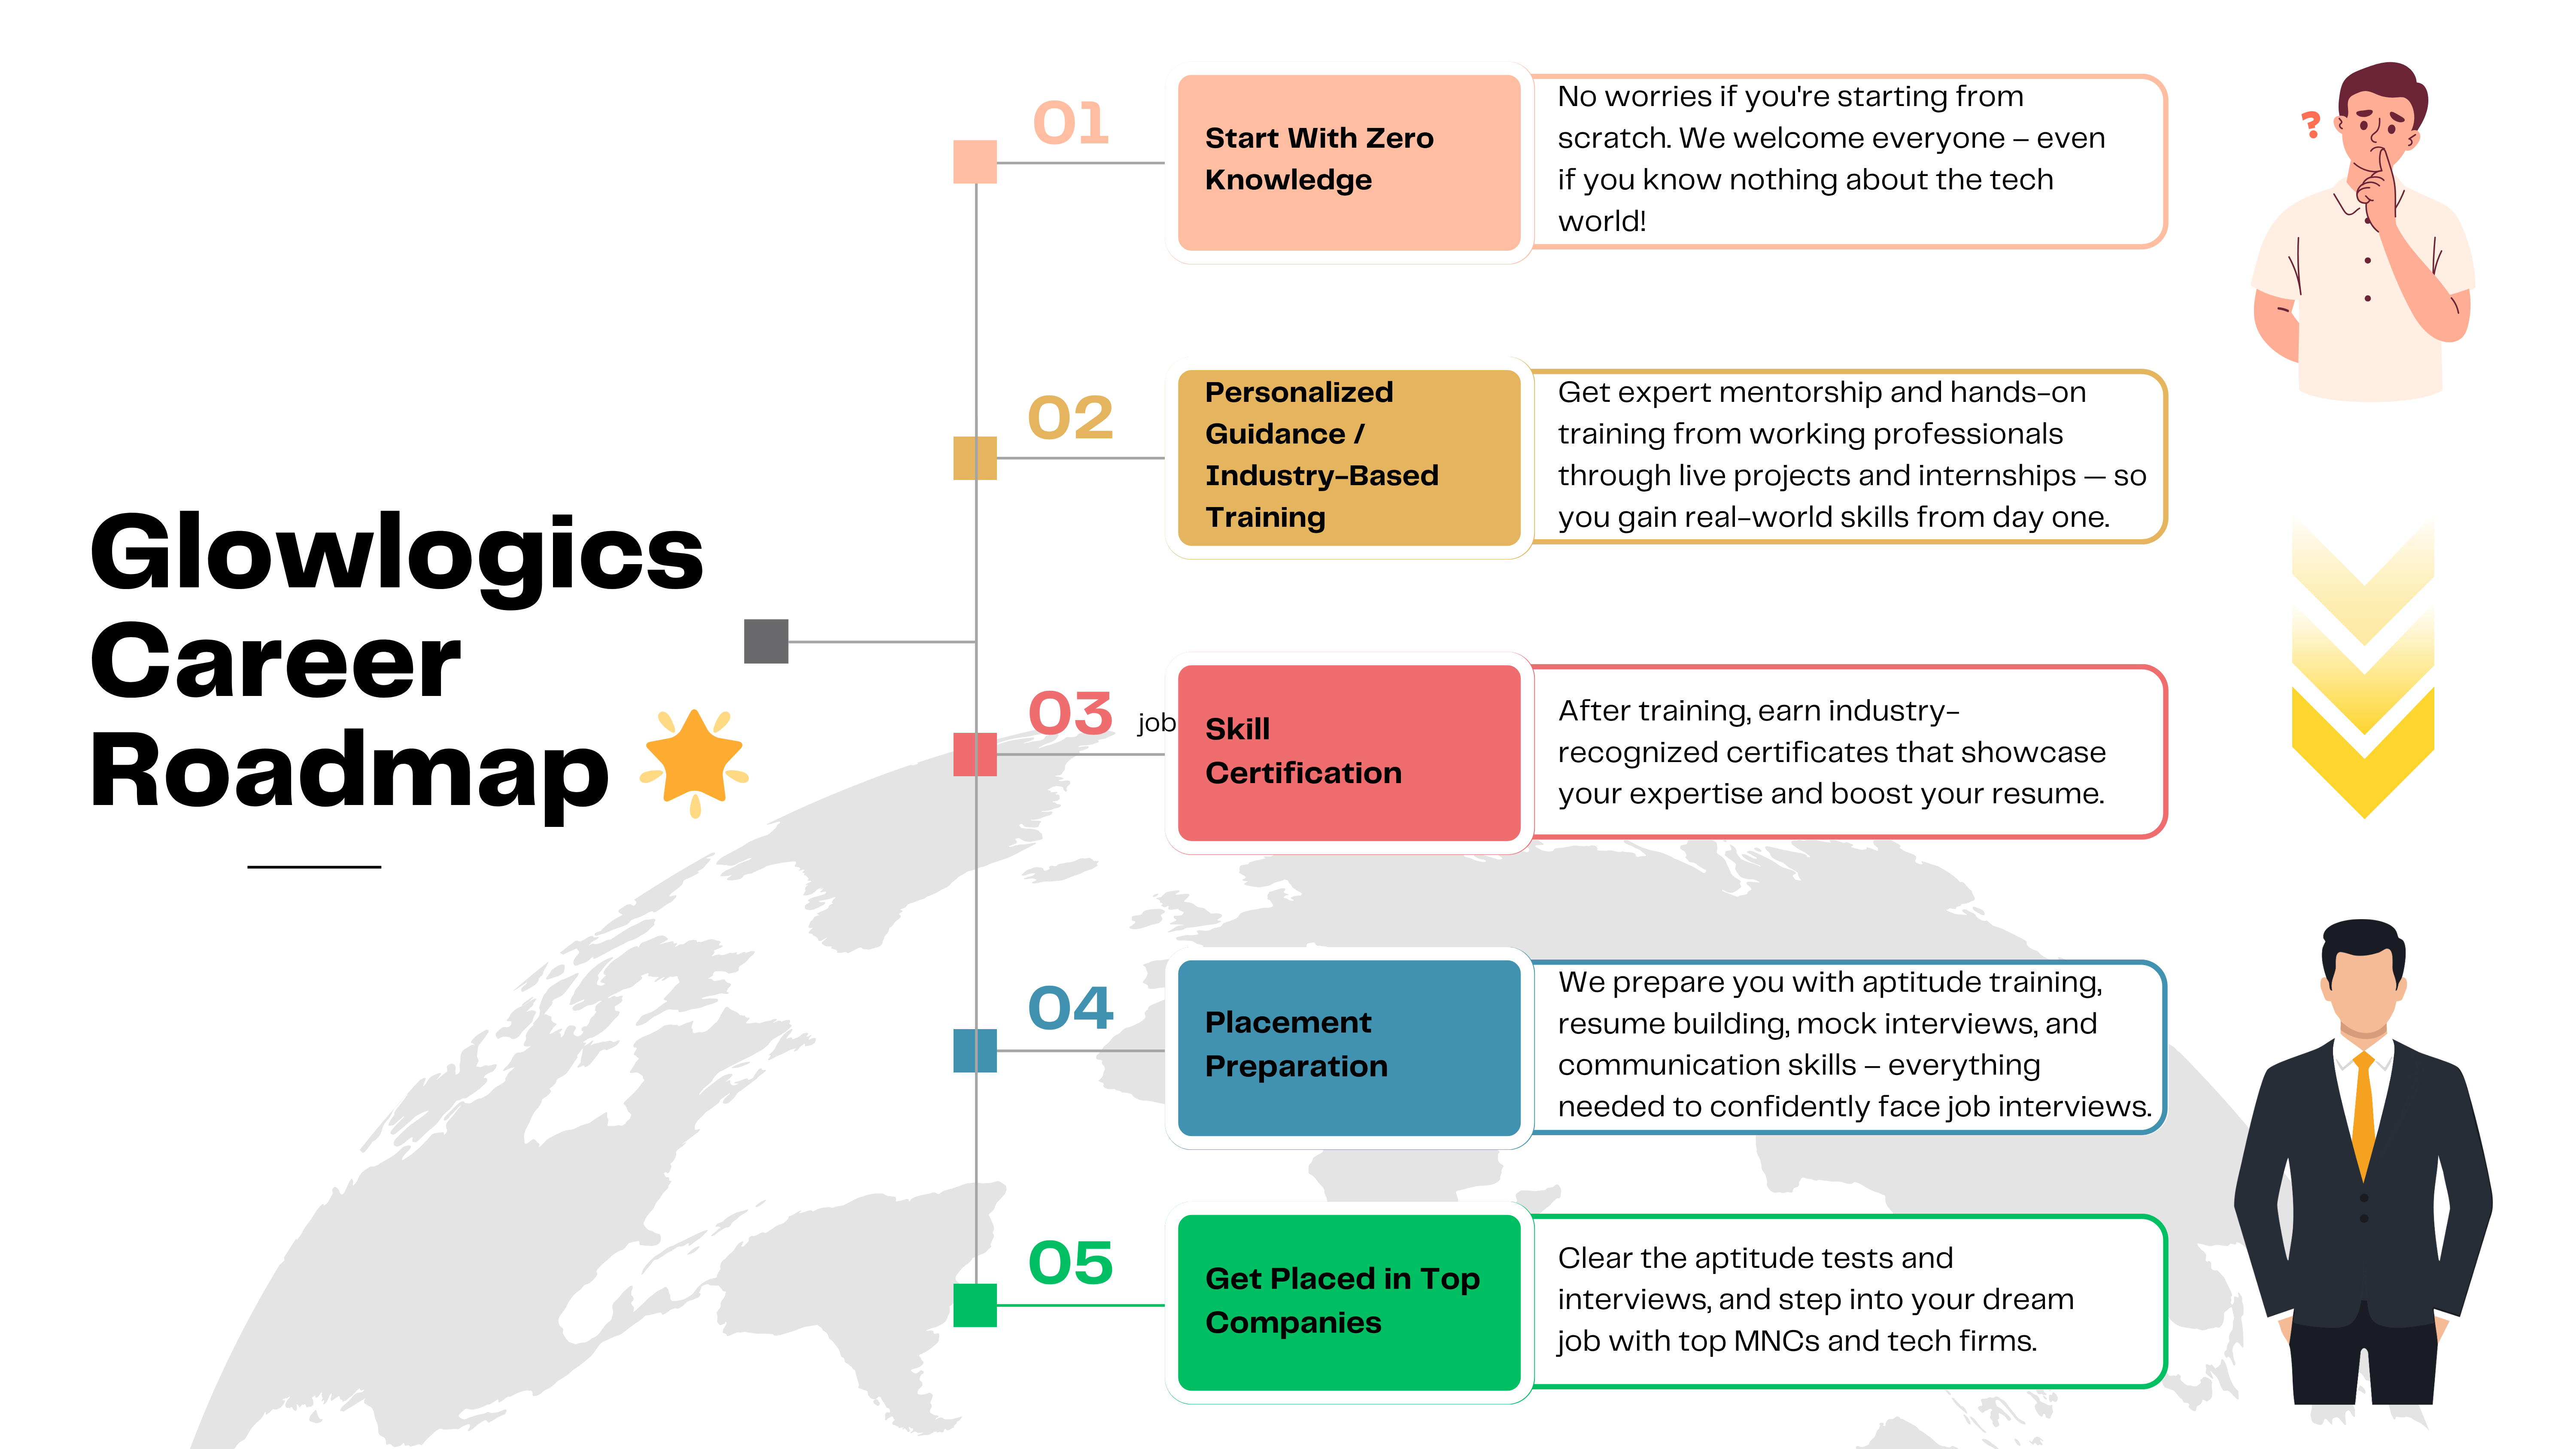 Glowlogics
Career
Roadmap
01
Start With Zero
Knowledge
No worries if you're starting from
scratch. We welcome everyone – even
if you know nothing about the tech
world!
?
02
Personalized
Guidance /
Industry-Based
Training
Get expert mentorship and hands-on
training from working professionals
through live projects and internships — so
you gain real-world skills from day one.
03
job
Skill
Certification
After training, earn industry-
recognized certificates that showcase
your expertise and boost your resume.
04
Placement
Preparation
We prepare you with aptitude training,
resume building, mock interviews, and
communication skills – everything
needed to confidently face job interviews.
05
Get Placed in Top
Companies
Clear the aptitude tests and
interviews, and step into your dream
job with top MNCs and tech firms.